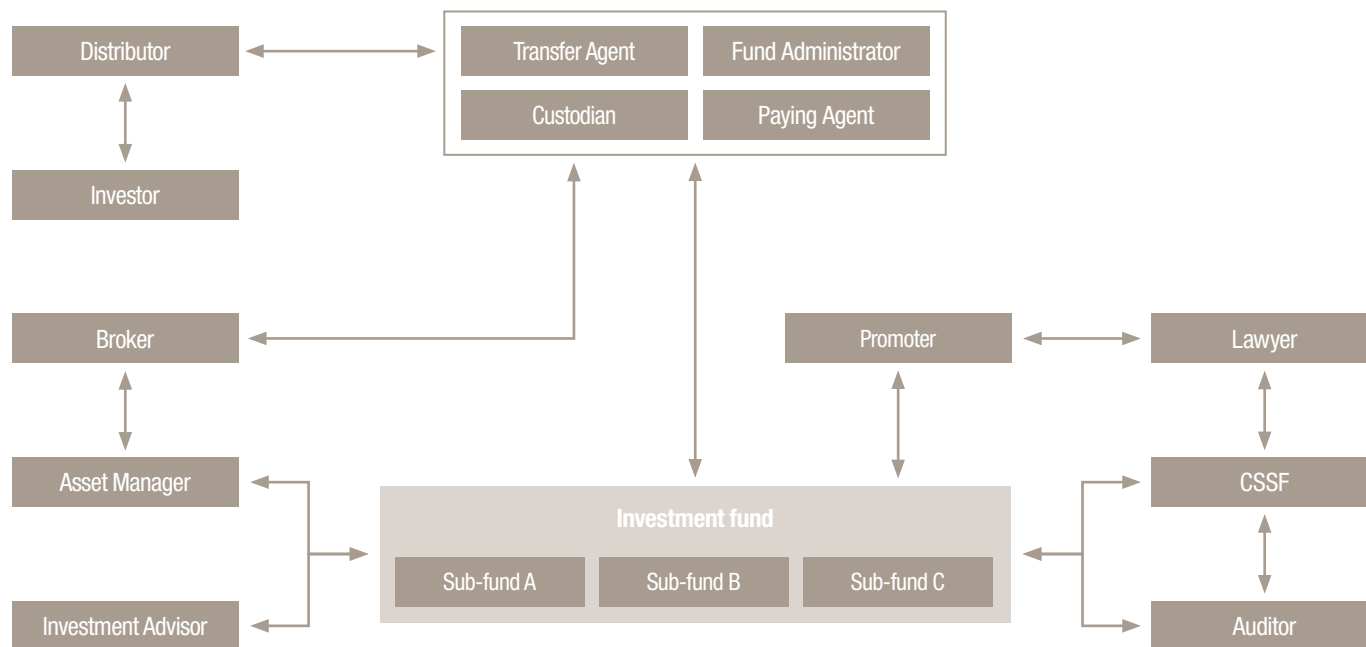 Distributor
Transfer Agent
Fund Administrator
Custodian
Paying Agent
Investor
Broker
Promoter
Lawyer
Asset Manager
CSSF
Investment fund
Sub-fund A
Sub-fund B
Sub-fund C
Investment Advisor
Auditor